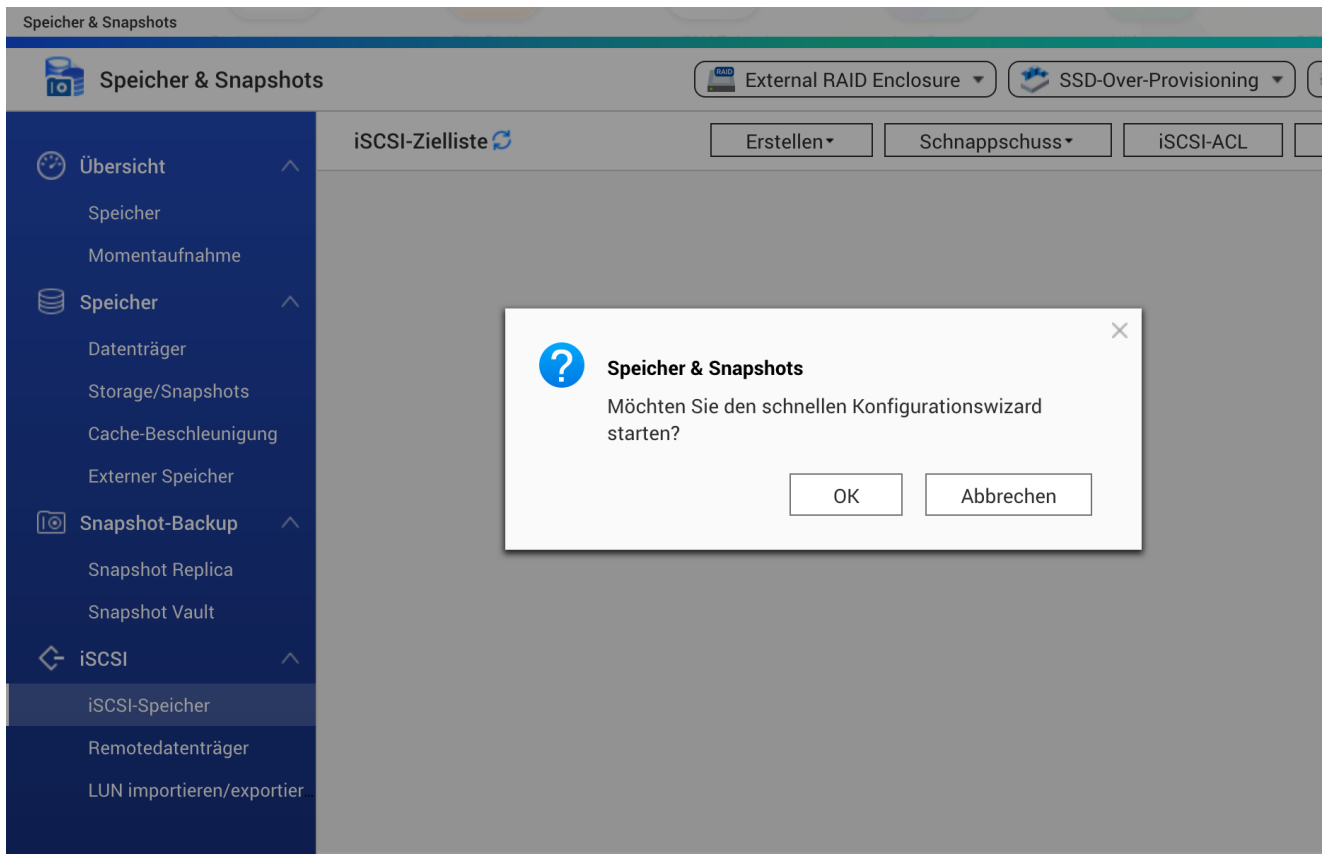 Speicher & Snapshots
Speicher & Snapshots
RAID
External RAID Enclosure
SSD-Over-Provisioning
iSCSI-Zielliste
Erstellen
Schnappschuss
iSCSI-ACL
Übersicht
Speicher
Momentaufnahme
Speicher
Datenträger
Storage/Snapshots
Cache-Beschleunigung
Externer Speicher
Snapshot-Backup
Snapshot Replica
Snapshot Vault
iSCSI
iSCSI-Speicher
Remotedatenträger
LUN importieren/exportier...
Speicher & Snapshots
Möchten Sie den schnellen Konfigurationswizard
starten?
OK
Abbrechen